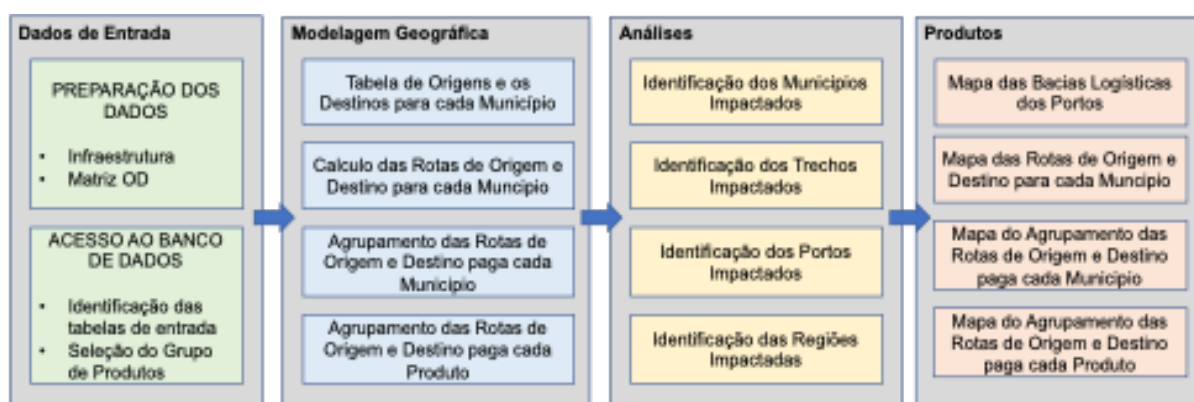 Dados de Entrada
PREPARAÇÃO DOS
DADOS
• Infraestrutura
• Matriz OD
ACESSO AO BANCO
DE DADOS
• Identificação das
tabelas de entrada
• Seleção do Grupo
de Produtos
Modelagem Geográfica
Tabela de Origens e os
Destinos para cada Município
Calculo das Rotas de Origem e
Destino para cada Muncípio
Agrupamento das Rotas de
Origem e Destino paga cada
Município
Agrupamento das Rotas de
Origem e Destino paga cada
Produto
Análises
Identificação dos Municipios
Impactados
Identificação dos Trechos
Impactados
Identificação dos Portos
Impactados
Identificação das Regiões
Impactadas
Produtos
Mapa das Bacias Logísticas
dos Portos
Mapa das Rotas de Origem e
Destino para cada Muncípio
Mapa do Agrupamento das
Rotas de Origem e Destino
paga cada Município
Mapa do Agrupamento das
Rotas de Origem e Destino
paga cada Produto